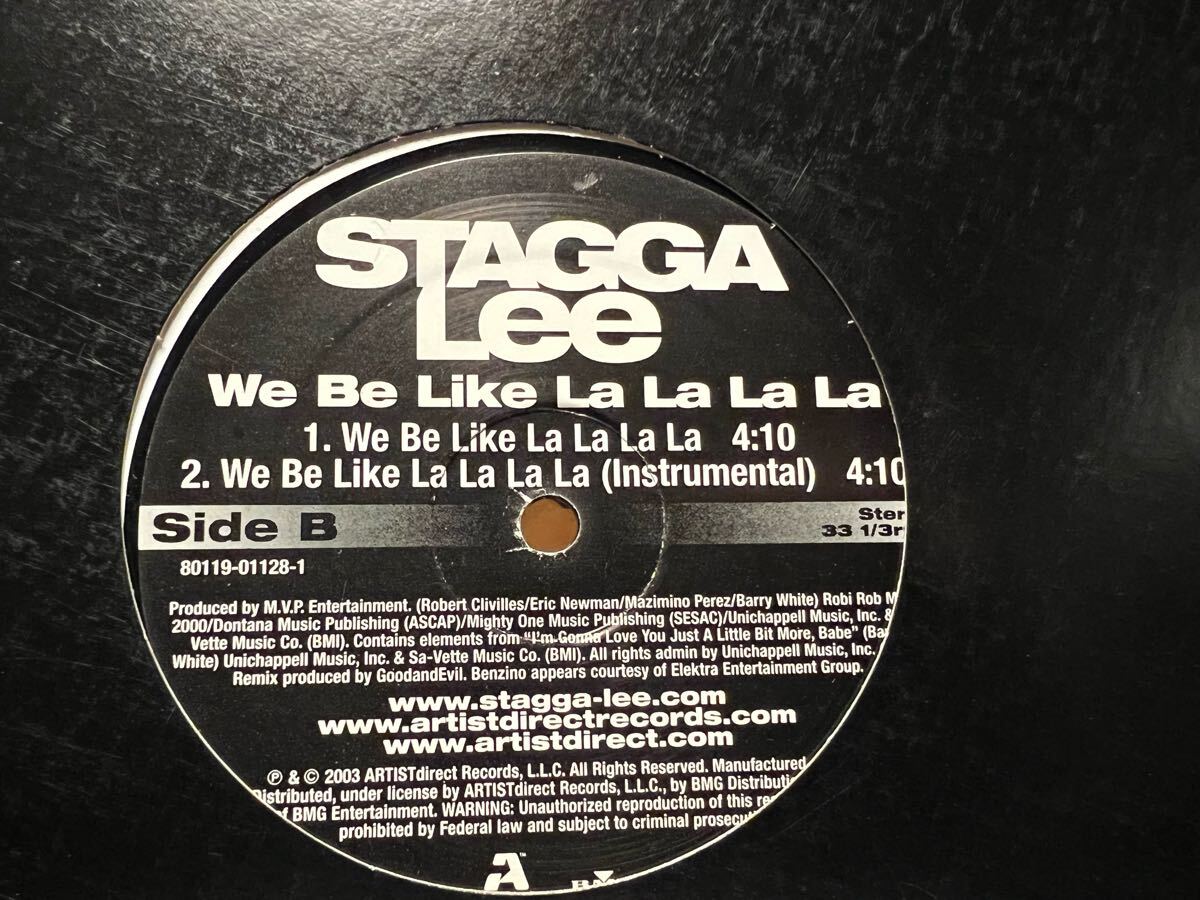 STAGGA
Lee
We Be Like La La La La
1. We Be Like La La La La 4:10
2. We Be Like La La La La (Instrumental) 4:10
Side B
Ster
33 1/3r
80119-01128-1
Produced by M.V.P. Entertainment. (Robert Clivilles/Eric Newman/Mazimino Perez/Barry White) Robi Rob M
2000/Dontana Music Publishing (ASCAP)/Mighty One Music Publishing (SESAC)/Unichappell Music, Inc. &
Vette Music Co. (BMI). Contains elements from "I'm Gonna Love You Just A Little Bit More, Babe" (Ba
White) Unichappell Music, Inc. & Sa-Vette Music Co. (BMI). All rights admin by Unichappell Music, Inc.
Remix produced by GoodandEvil. Benzino appears courtesy of Elektra Entertainment Group.
www.stagga-lee.com
www.artistdirectrecords.com
www.artistdirect.com
℗ & © 2003 ARTISTdirect Records, L.L.C. All Rights Reserved. Manufactured
Distributed, under license by ARTISTdirect Records, L.L.C., by BMG Distributi
of BMG Entertainment. WARNING: Unauthorized reproduction of this re
prohibited by Federal law and subject to criminal prosecu
A™